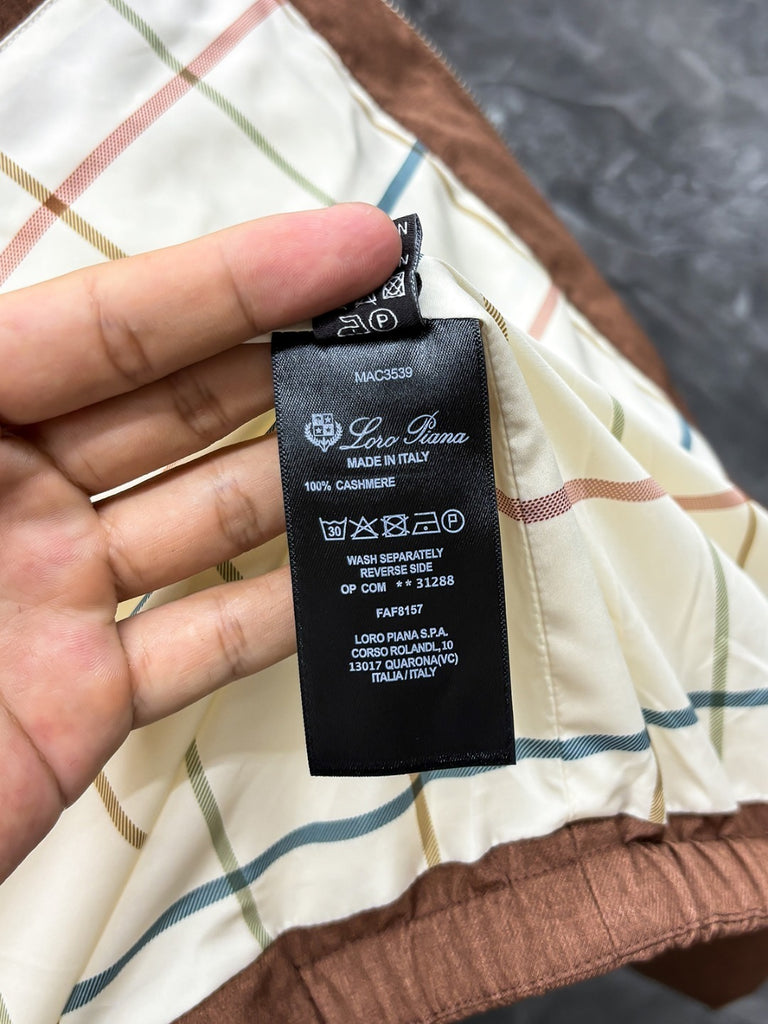 N
N
P
MAC3539
Loro Piana
MADE IN ITALY
100% CASHMERE
30 P
WASH SEPARATELY
REVERSE SIDE
OP COM ** 31288
FAF8157
LORO PIANA S.P.A.
CORSO ROLANDI,10
13017 QUARONA(VC)
ITALIA / ITALY